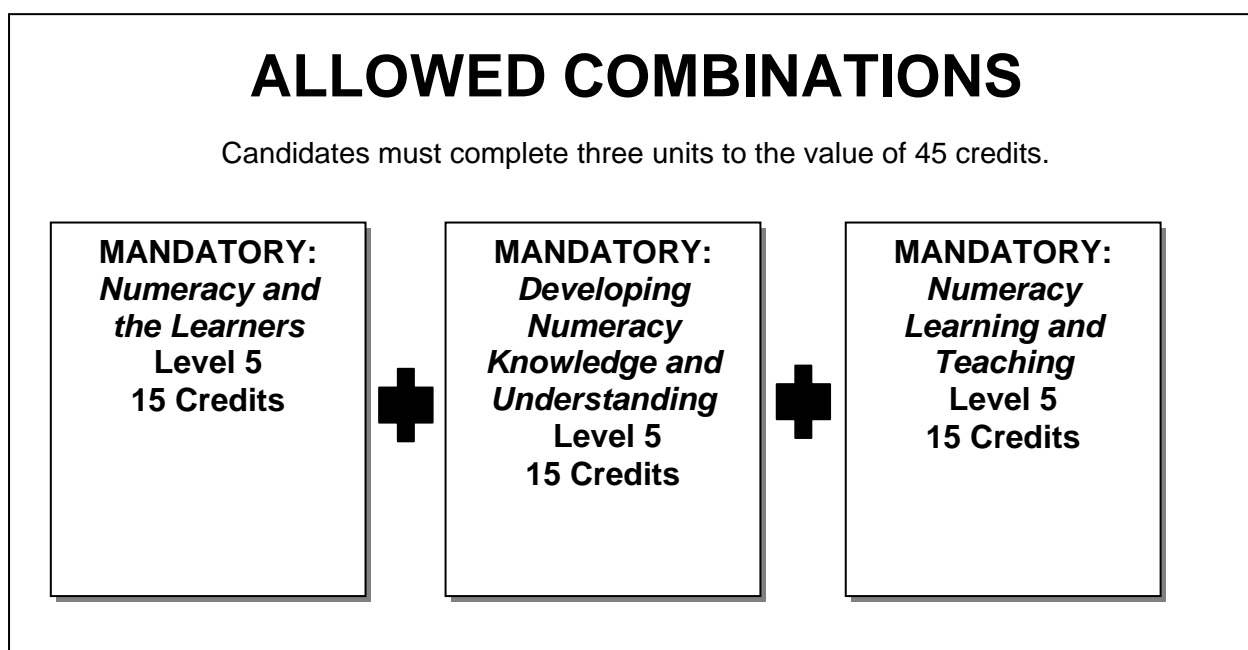 ALLOWED COMBINATIONS
Candidates must complete three units to the value of 45 credits.
MANDATORY:
Numeracy and
the Learners
Level 5
15 Credits
MANDATORY:
Developing
Numeracy
Knowledge and
Understanding
Level 5
15 Credits
MANDATORY:
Numeracy
Learning and
Teaching
Level 5
15 Credits